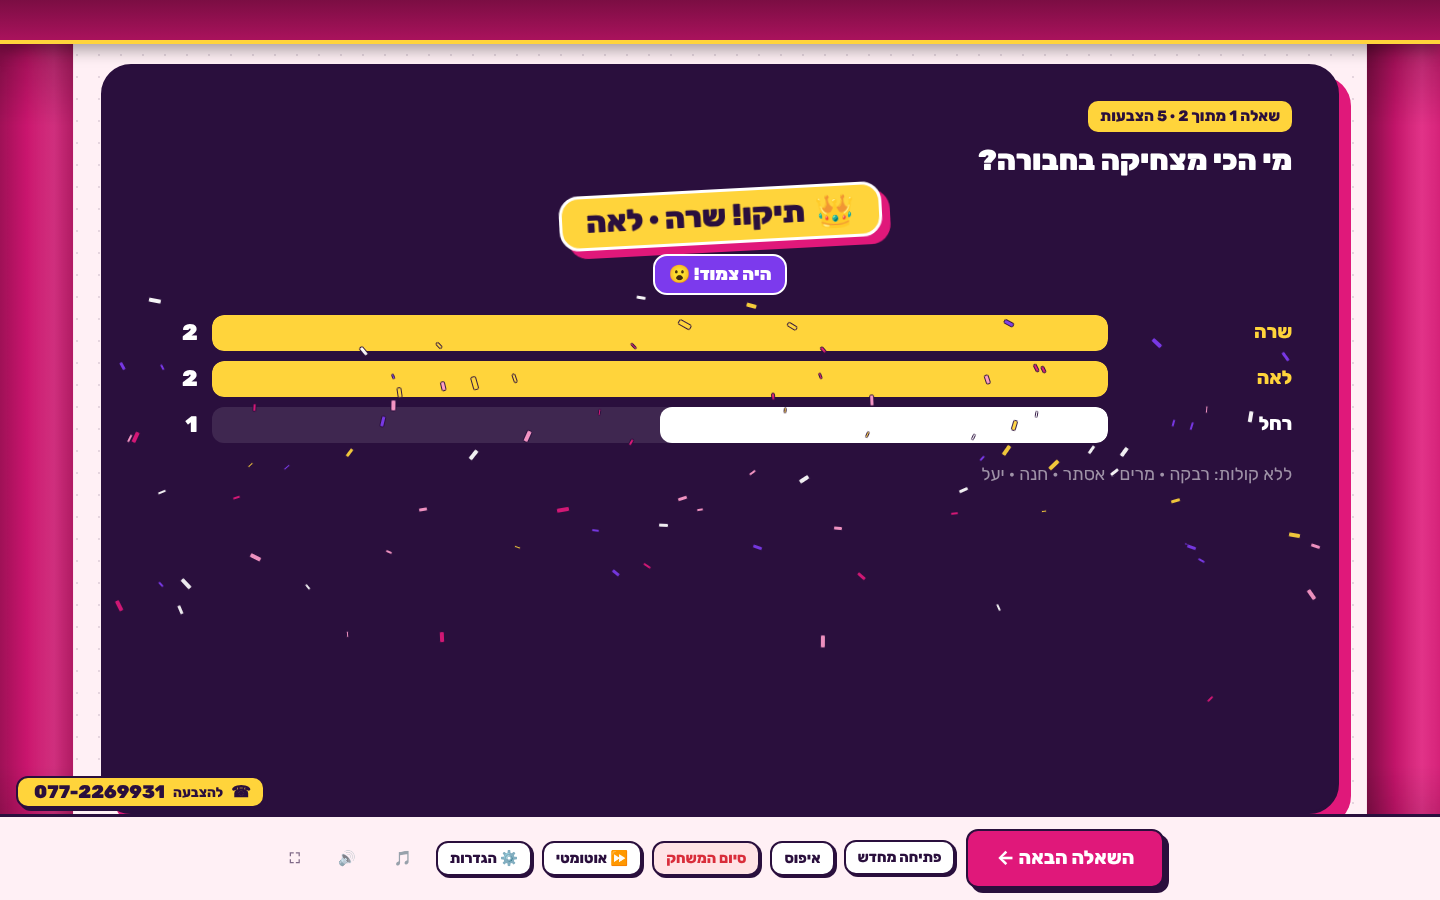 שאלה 1 מתוך 2 • 5 הצבעות
מי הכי מצחיקה בחבורה?
👑 תיקו! שרה • לאה
היה צמוד! 😮
שרה 2
לאה 2
רחל 1
ללא קולות: רבקה • מרים • אסתר • חנה • יעל
☎ להצבעה 077-2269931
השאלה הבאה ←
פתיחה מחדש
איפוס
סיום המשחק
⏩ אוטומטי
⚙️ הגדרות